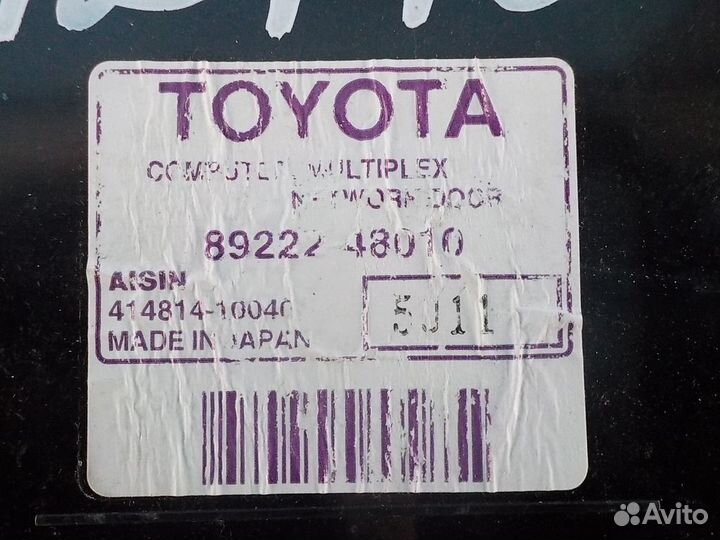 TOYOTA
COMPUTER, MULTIPLEX
NETWORK DOOR
89222-48010
AISIN
414814-10040
MADE IN JAPAN
5J11
Avito